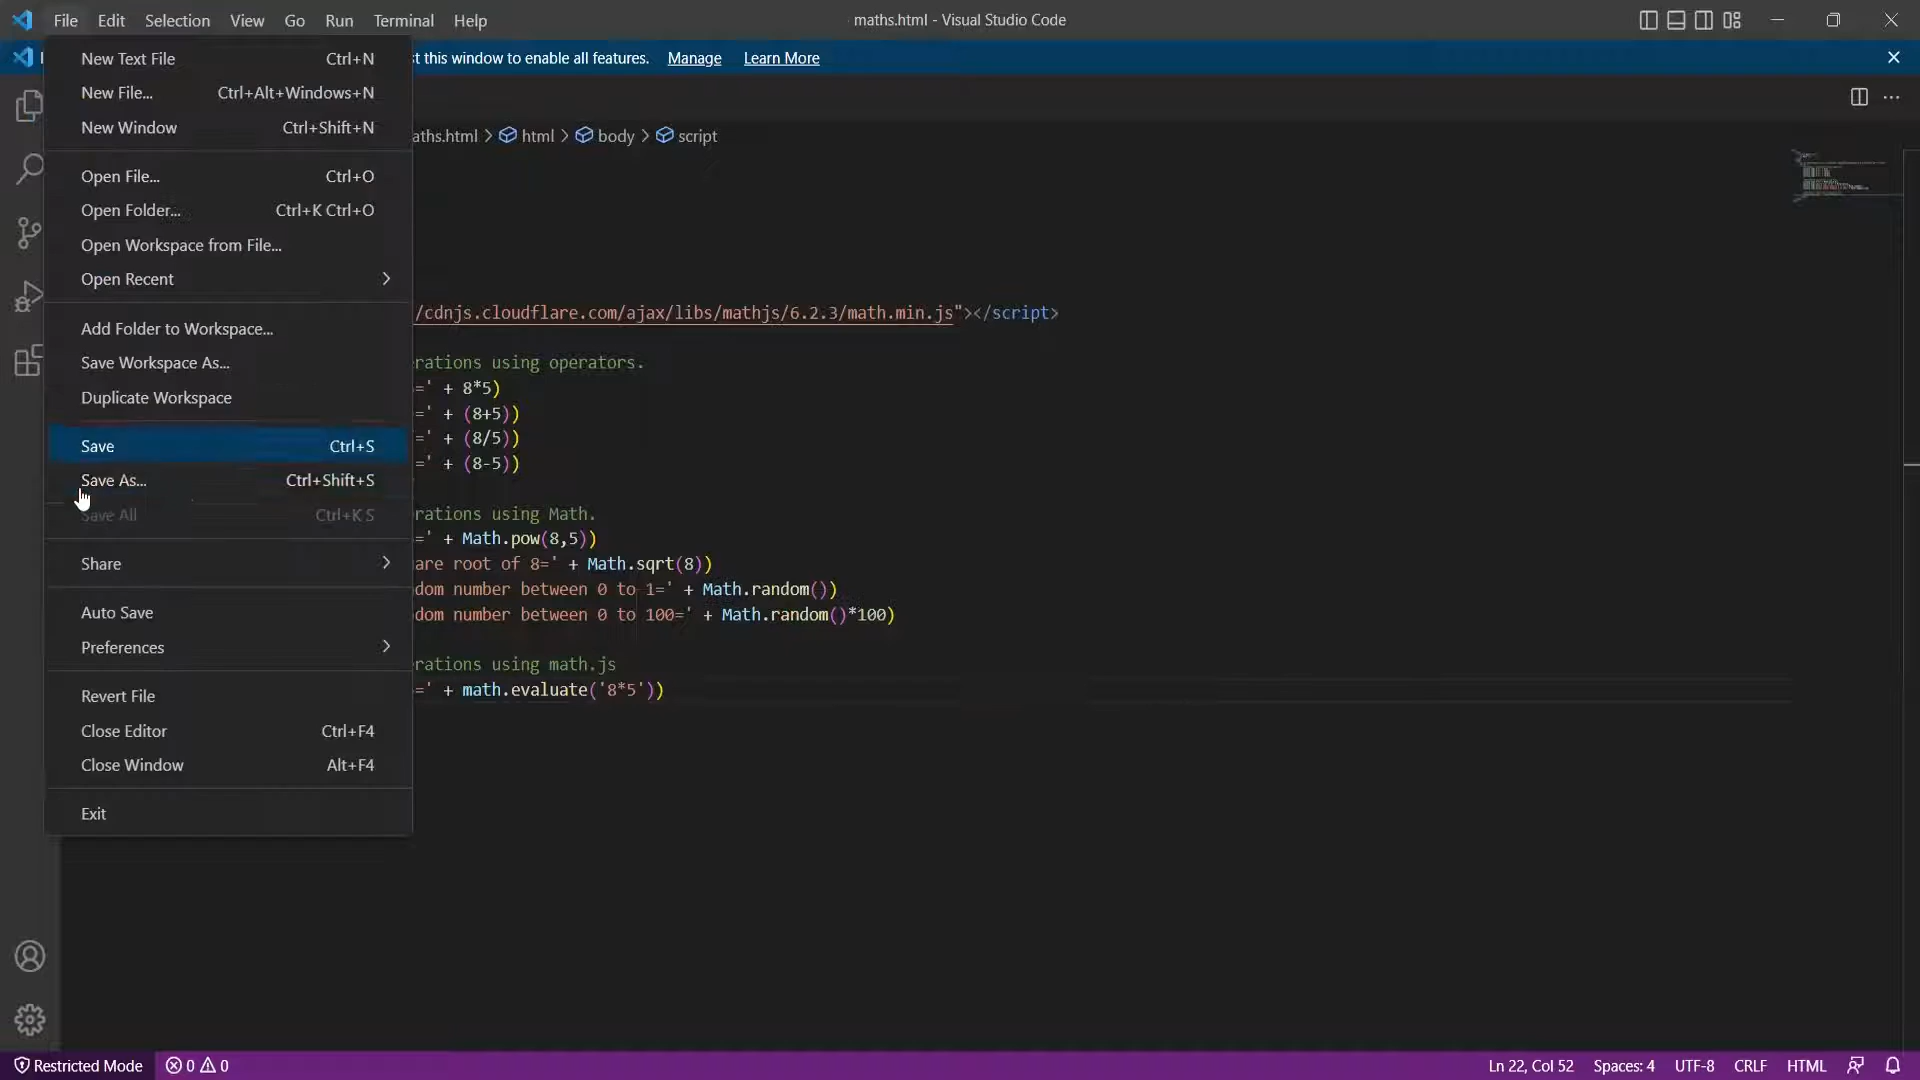 File Edit Selection View Go Run Terminal Help
maths.html - Visual Studio Code
st this window to enable all features. Manage Learn More
New Text File Ctrl+N
New File... Ctrl+Alt+Windows+N
New Window Ctrl+Shift+N
Open File... Ctrl+O
Open Folder... Ctrl+K Ctrl+O
Open Workspace from File...
Open Recent
Add Folder to Workspace...
Save Workspace As...
Duplicate Workspace
Save Ctrl+S
Save As... Ctrl+Shift+S
Save All Ctrl+K S
Share
Auto Save
Preferences
Revert File
Close Editor Ctrl+F4
Close Window Alt+F4
Exit
aths.html > html > body > script
/cdnjs.cloudflare.com/ajax/libs/mathjs/6.2.3/math.min.js"></script>
rations using operators.
=' + 8*5)
=' + (8+5))
=' + (8/5))
=' + (8-5))
rations using Math.
=' + Math.pow(8,5))
are root of 8=' + Math.sqrt(8))
dom number between 0 to 1=' + Math.random())
dom number between 0 to 100=' + Math.random()*100)
rations using math.js
=' + math.evaluate('8*5'))
Restricted Mode 0 0
Ln 22, Col 52 Spaces: 4 UTF-8 CRLF HTML